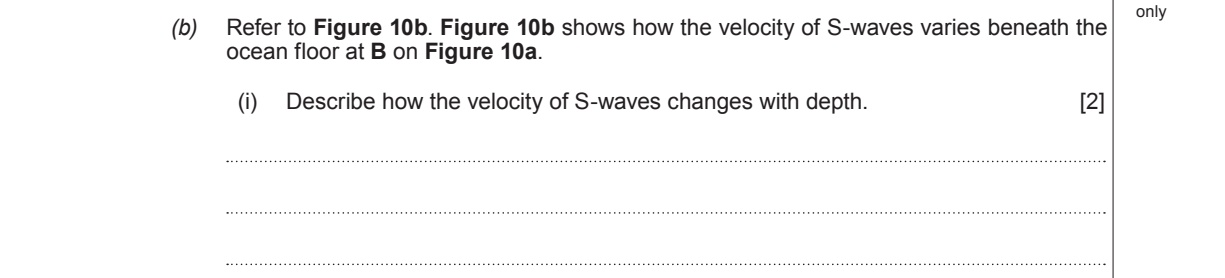 only
(b) Refer to Figure 10b. Figure 10b shows how the velocity of S-waves varies beneath the
ocean floor at B on Figure 10a.
(i) Describe how the velocity of S-waves changes with depth. [2]